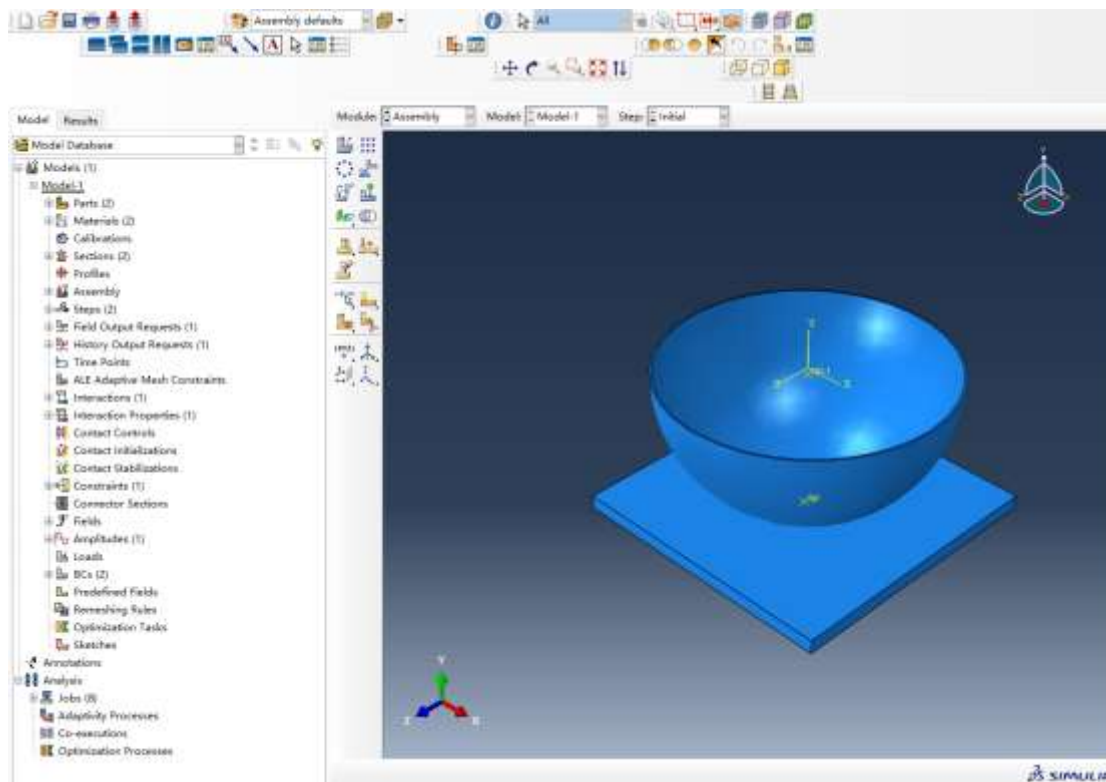 Assembly defaults
All
A
Model Results
Module: Assembly Model: Model-1 Step: Initial
Model Database
Models (1)
Model-1
Parts (2)
Materials (2)
Calibrations
Sections (2)
Profiles
Assembly
Steps (2)
Field Output Requests (1)
History Output Requests (1)
Time Points
ALE Adaptive Mesh Constraints
Interactions (1)
Interaction Properties (1)
Contact Controls
Contact Initializations
Contact Stabilizations
Constraints (1)
Connector Sections
Fields
Amplitudes (1)
Loads
BCs (2)
Predefined Fields
Remeshing Rules
Optimization Tasks
Sketches
Annotations
Analysis
Jobs (8)
Adaptivity Processes
Co-executions
Optimization Processes
Y
Z
X
RP
SIMULIA